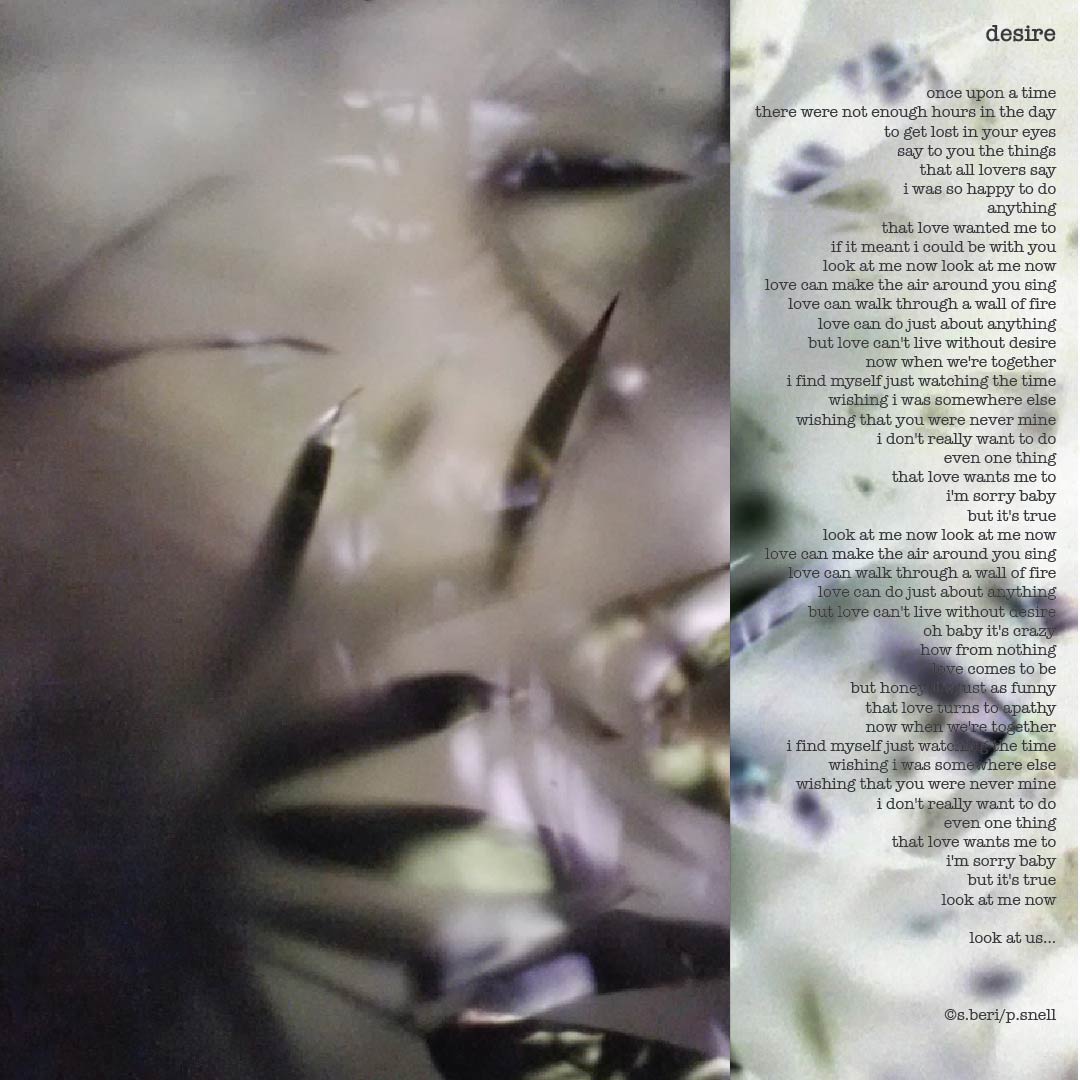 desire
once upon a time
there were not enough hours in the day
to get lost in your eyes
say to you the things
that all lovers say
i was so happy to do
anything
that love wanted me to
if it meant i could be with you
look at me now look at me now
love can make the air around you sing
love can walk through a wall of fire
love can do just about anything
but love can't live without desire
now when we're together
i find myself just watching the time
wishing i was somewhere else
wishing that you were never mine
i don't really want to do
even one thing
that love wants me to
i'm sorry baby
but it's true
look at me now look at me now
love can make the air around you sing
love can walk through a wall of fire
love can do just about anything
but love can't live without desire
oh baby it's crazy
how from nothing
love comes to be
but honey it's just as funny
that love turns to apathy
now when we're together
i find myself just watching the time
wishing i was somewhere else
wishing that you were never mine
i don't really want to do
even one thing
that love wants me to
i'm sorry baby
but it's true
look at me now
look at us...
©s.beri/p.snell